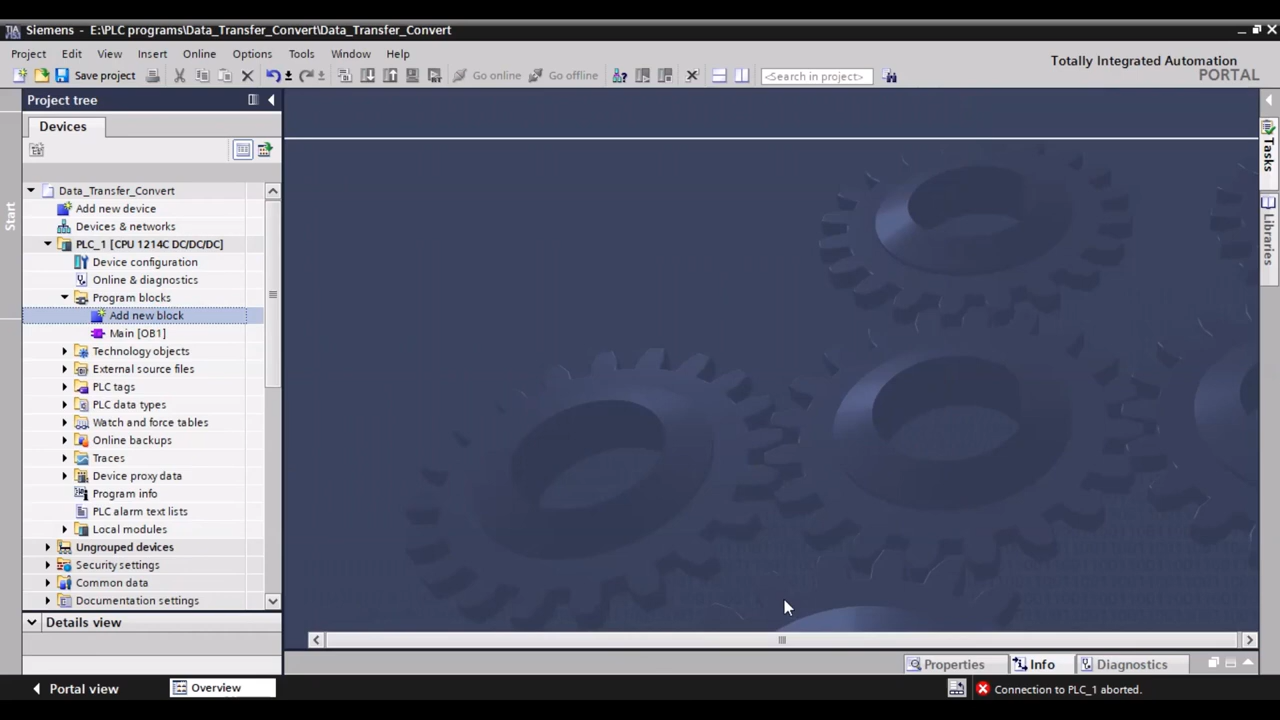 Siemens - E:\PLC programs\Data_Transfer_Convert\Data_Transfer_Convert
Project Edit View Insert Online Options Tools Window Help
Totally Integrated Automation
PORTAL
Save project
Go online
Go offline
<Search in project>
Project tree
Devices
Start
Data_Transfer_Convert
Add new device
Devices & networks
PLC_1 [CPU 1214C DC/DC/DC]
Device configuration
Online & diagnostics
Program blocks
Add new block
Main [OB1]
Technology objects
External source files
PLC tags
PLC data types
Watch and force tables
Online backups
Traces
Device proxy data
Program info
PLC alarm text lists
Local modules
Ungrouped devices
Security settings
Common data
Documentation settings
Details view
Tasks
Libraries
Properties
Info
Diagnostics
Portal view
Overview
Connection to PLC_1 aborted.